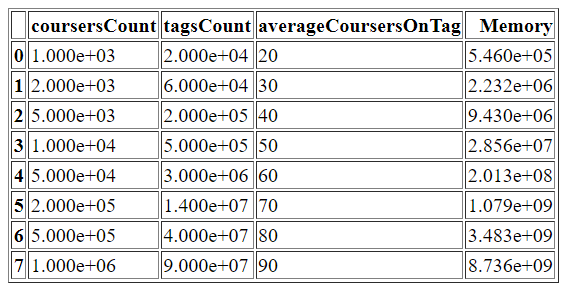 coursersCount tagsCount averageCoursersOnTag Memory
0 1.000e+03 2.000e+04 20 5.460e+05
1 2.000e+03 6.000e+04 30 2.232e+06
2 5.000e+03 2.000e+05 40 9.430e+06
3 1.000e+04 5.000e+05 50 2.856e+07
4 5.000e+04 3.000e+06 60 2.013e+08
5 2.000e+05 1.400e+07 70 1.079e+09
6 5.000e+05 4.000e+07 80 3.483e+09
7 1.000e+06 9.000e+07 90 8.736e+09